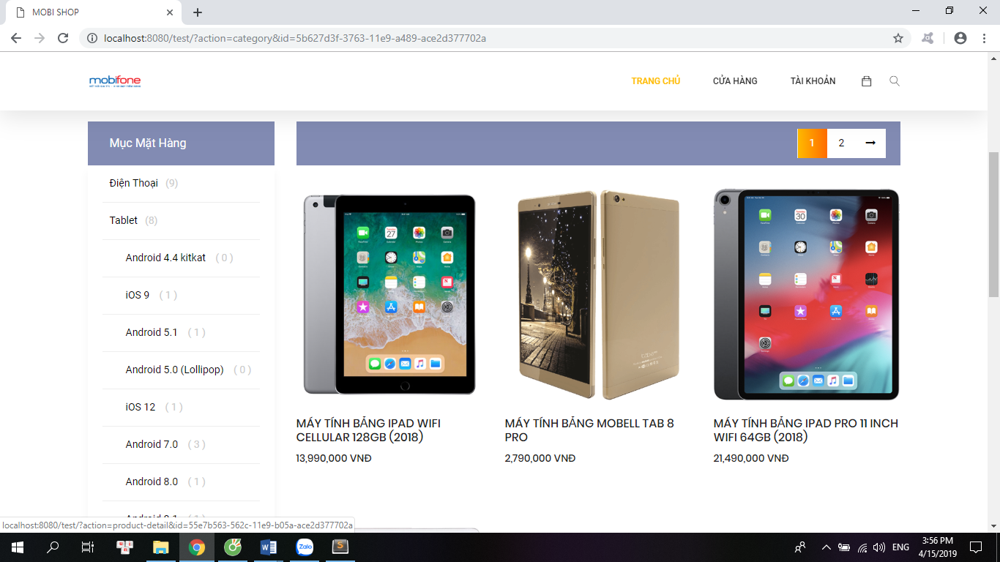 MOBI SHOP
localhost:8080/test/?action=category&id=5b627d3f-3763-11e9-a489-ace2d377702a
mobifone
TRANG CHỦ
CỬA HÀNG
TÀI KHOẢN
Mục Mặt Hàng
1 2
Điện Thoại (9)
Tablet (8)
Android 4.4 kitkat ( 0 )
iOS 9 ( 1 )
Android 5.1 ( 1 )
Android 5.0 (Lollipop) ( 0 )
iOS 12 ( 1 )
Android 7.0 ( 3 )
Android 8.0 ( 1 )
MÁY TÍNH BẢNG IPAD WIFI
CELLULAR 128GB (2018)
13,990,000 VNĐ
MÁY TÍNH BẢNG MOBELL TAB 8
PRO
2,790,000 VNĐ
MÁY TÍNH BẢNG IPAD PRO 11 INCH
WIFI 64GB (2018)
21,490,000 VNĐ
localhost:8080/test/?action=product-detail&id=55e7b563-562c-11e9-b05a-ace2d377702a
Zalo
ENG
3:56 PM
4/15/2019